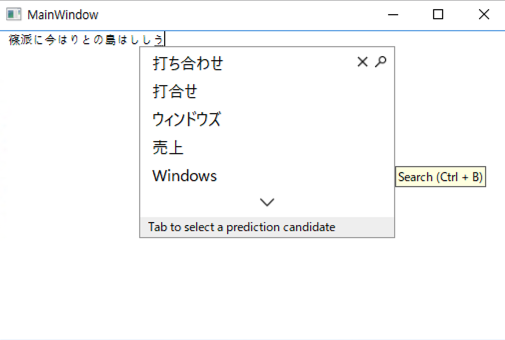 MainWindow
篠派に今はりとの島はししう
打ち合わせ
打合せ
ウィンドウズ
売上
Windows
Search (Ctrl + B)
Tab to select a prediction candidate